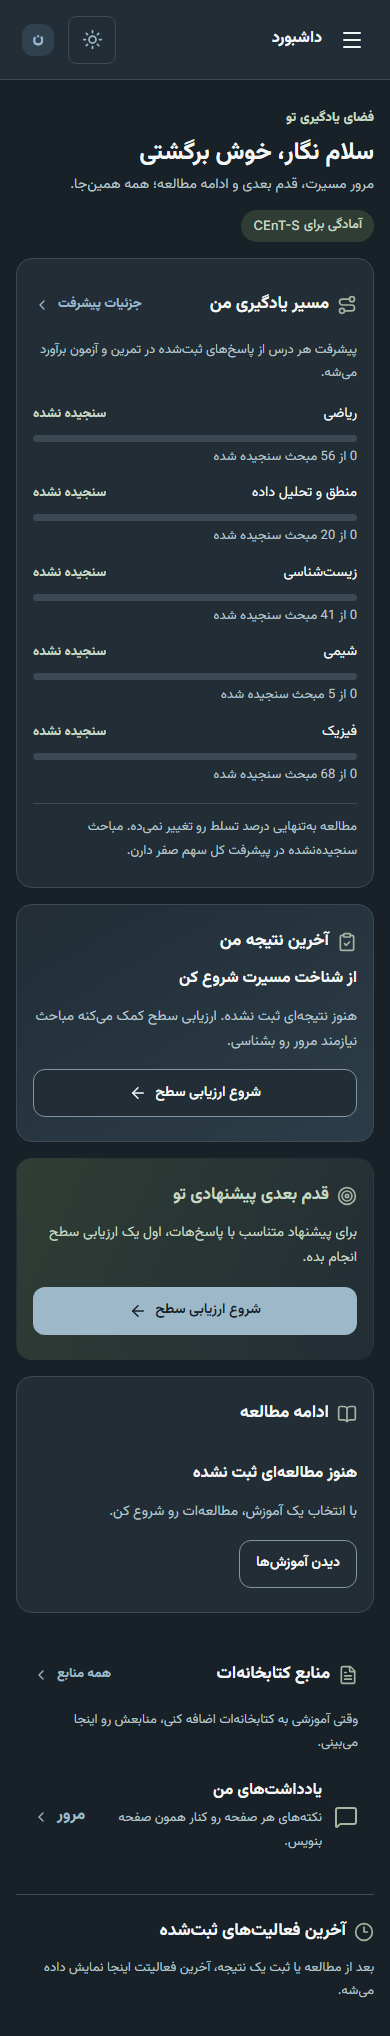 داشبورد
ن
فضای یادگیری تو
سلام نگار، خوش برگشتی
مرور مسیرت، قدم بعدی و ادامه مطالعه؛ همه همین‌جا.
آمادگی برای CEnT-S
مسیر یادگیری من
جزئیات پیشرفت
پیشرفت هر درس از پاسخ‌های ثبت‌شده در تمرین و آزمون برآورد
می‌شه.
ریاضی
سنجیده نشده
0 از 56 مبحث سنجیده شده
منطق و تحلیل داده
سنجیده نشده
0 از 20 مبحث سنجیده شده
زیست‌شناسی
سنجیده نشده
0 از 41 مبحث سنجیده شده
شیمی
سنجیده نشده
0 از 5 مبحث سنجیده شده
فیزیک
سنجیده نشده
0 از 68 مبحث سنجیده شده
مطالعه به‌تنهایی درصد تسلط رو تغییر نمی‌ده. مباحث
سنجیده‌نشده در پیشرفت کل سهم صفر دارن.
آخرین نتیجه من
از شناخت مسیرت شروع کن
هنوز نتیجه‌ای ثبت نشده. ارزیابی سطح کمک می‌کنه مباحث
نیازمند مرور رو بشناسی.
شروع ارزیابی سطح
قدم بعدی پیشنهادی تو
برای پیشنهاد متناسب با پاسخ‌هات، اول یک ارزیابی سطح
انجام بده.
شروع ارزیابی سطح
ادامه مطالعه
هنوز مطالعه‌ای ثبت نشده
با انتخاب یک آموزش، مطالعه‌ات رو شروع کن.
دیدن آموزش‌ها
منابع کتابخانه‌ات
همه منابع
وقتی آموزشی به کتابخانه‌ات اضافه کنی، منابعش رو اینجا
می‌بینی.
یادداشت‌های من
نکته‌های هر صفحه رو کنار همون صفحه
بنویس.
مرور
آخرین فعالیت‌های ثبت‌شده
بعد از مطالعه یا ثبت یک نتیجه، آخرین فعالیتت اینجا نمایش داده
می‌شه.